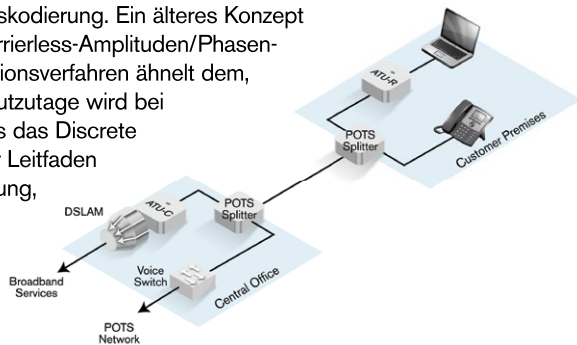 skodierung. Ein älteres Konzept
rrierless-Amplituden/Phasen-
ionsverfahren ähnelt dem,
utzutage wird bei
s das Discrete
r Leitfaden
ung,
ATU-R
POTS
Splitter
Customer Premises
DSLAM
ATU-C
POTS
Splitter
Broadband
Services
Voice
Switch
Central Office
POTS
Network